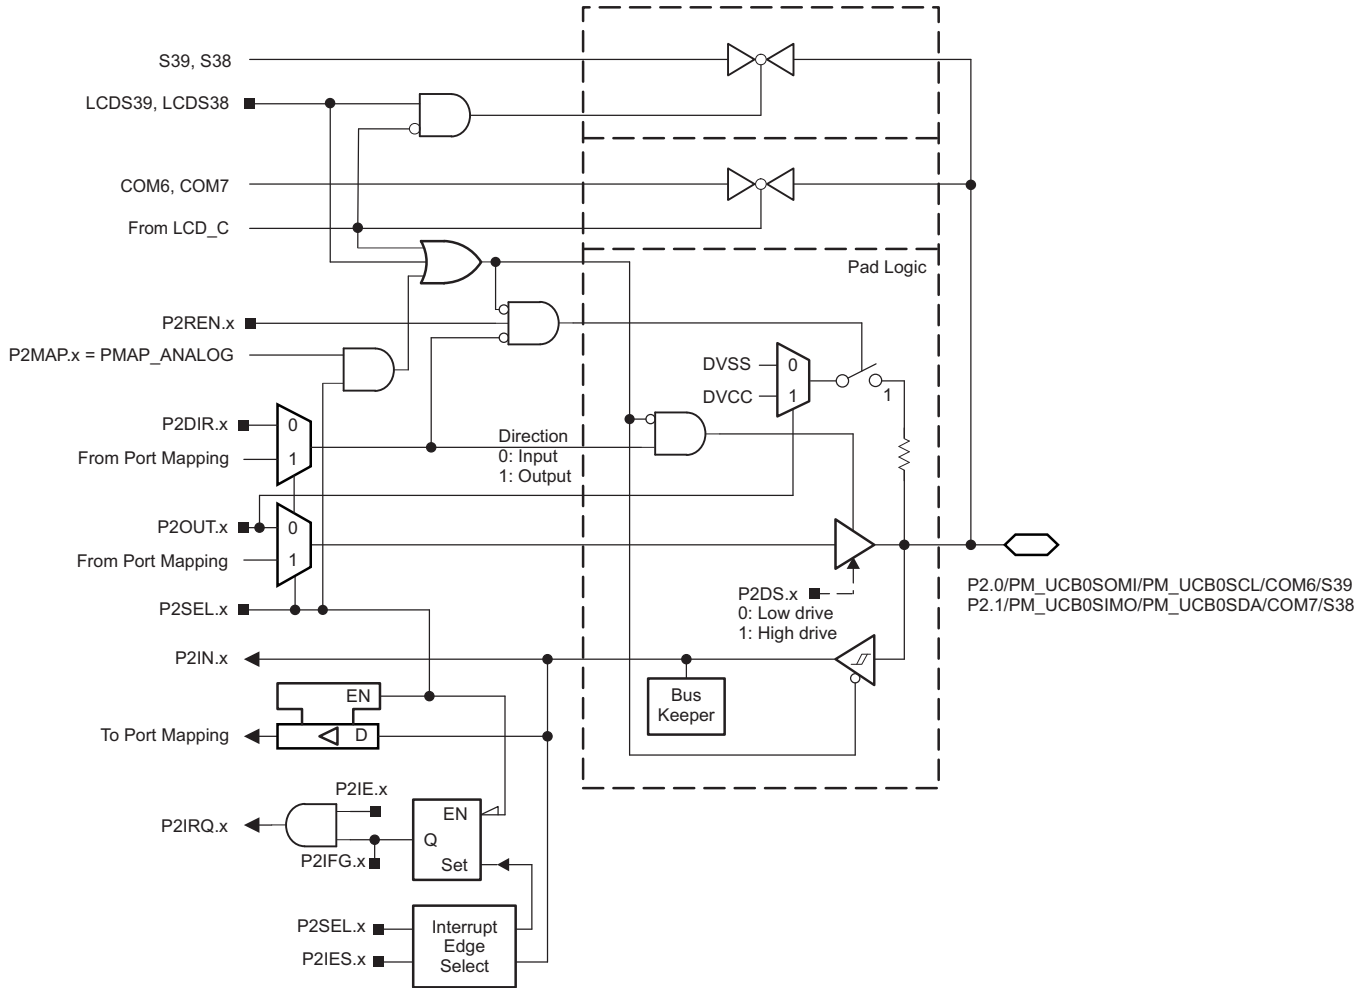 S39, S38
LCDS39, LCDS38
COM6, COM7
From LCD_C
Pad Logic
P2REN.x
P2MAP.x = PMAP_ANALOG
DVSS
0
DVCC
1
1
P2DIR.x
0
From Port Mapping
1
Direction
0: Input
1: Output
P2OUT.x
0
From Port Mapping
1
P2SEL.x
P2DS.x
0: Low drive
1: High drive
P2.0/PM_UCB0SOMI/PM_UCB0SCL/COM6/S39
P2.1/PM_UCB0SIMO/PM_UCB0SDA/COM7/S38
P2IN.x
Bus
Keeper
EN
To Port Mapping
D
P2IE.x
P2IRQ.x
EN
Q
P2IFG.x
Set
P2SEL.x
P2IES.x
Interrupt
Edge
Select